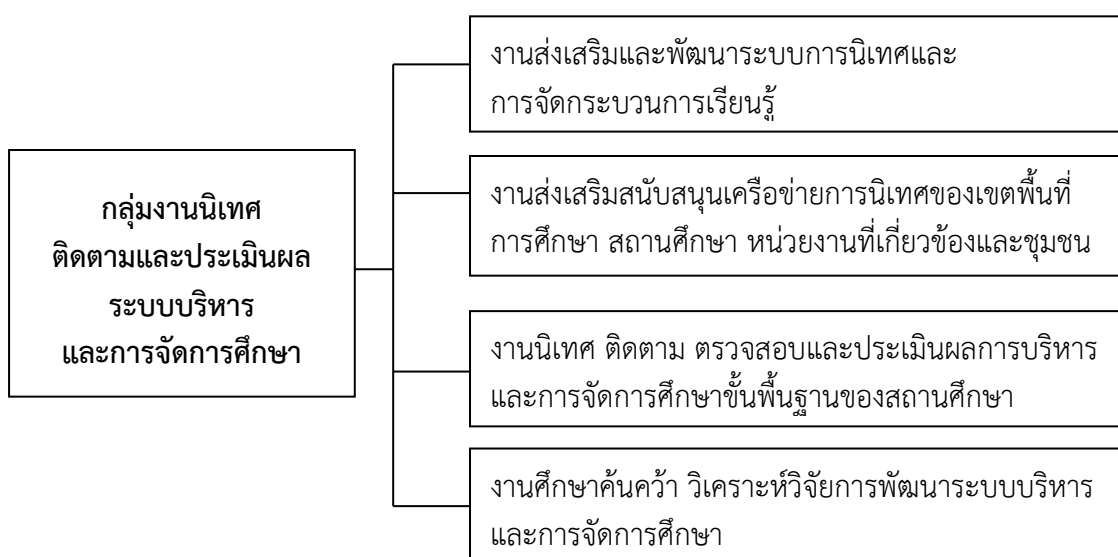 งานส่งเสริมและพัฒนาระบบการนิเทศและ
การจัดกระบวนการเรียนรู้
กลุ่มงานนิเทศ
ติดตามและประเมินผล
ระบบบริหาร
และการจัดการศึกษา
งานส่งเสริมสนับสนุนเครือข่ายการนิเทศของเขตพื้นที่
การศึกษา สถานศึกษา หน่วยงานที่เกี่ยวข้องและชุมชน
งานนิเทศ ติดตาม ตรวจสอบและประเมินผลการบริหาร
และการจัดการศึกษาขั้นพื้นฐานของสถานศึกษา
งานศึกษาค้นคว้า วิเคราะห์วิจัยการพัฒนาระบบบริหาร
และการจัดการศึกษา